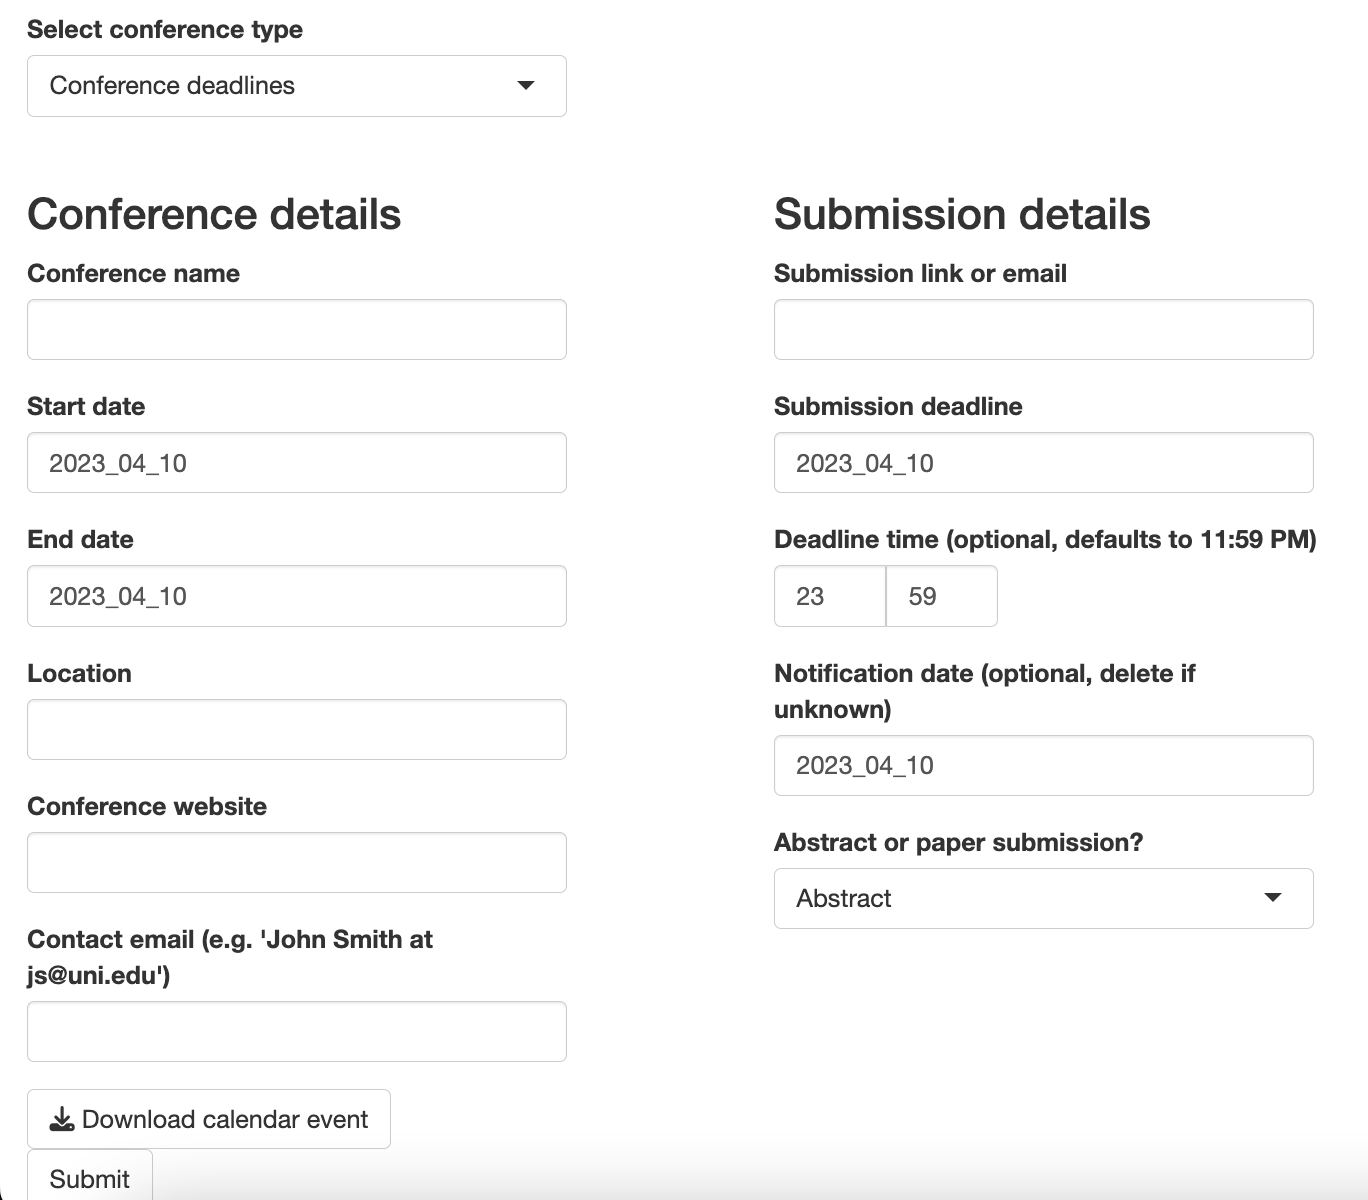 Select conference type
Conference deadlines
Conference details
Conference name
Start date
2023_04_10
End date
2023_04_10
Location
Conference website
Contact email (e.g. 'John Smith at
js@uni.edu')
Download calendar event
Submit
Submission details
Submission link or email
Submission deadline
2023_04_10
Deadline time (optional, defaults to 11:59 PM)
23 59
Notification date (optional, delete if
unknown)
2023_04_10
Abstract or paper submission?
Abstract